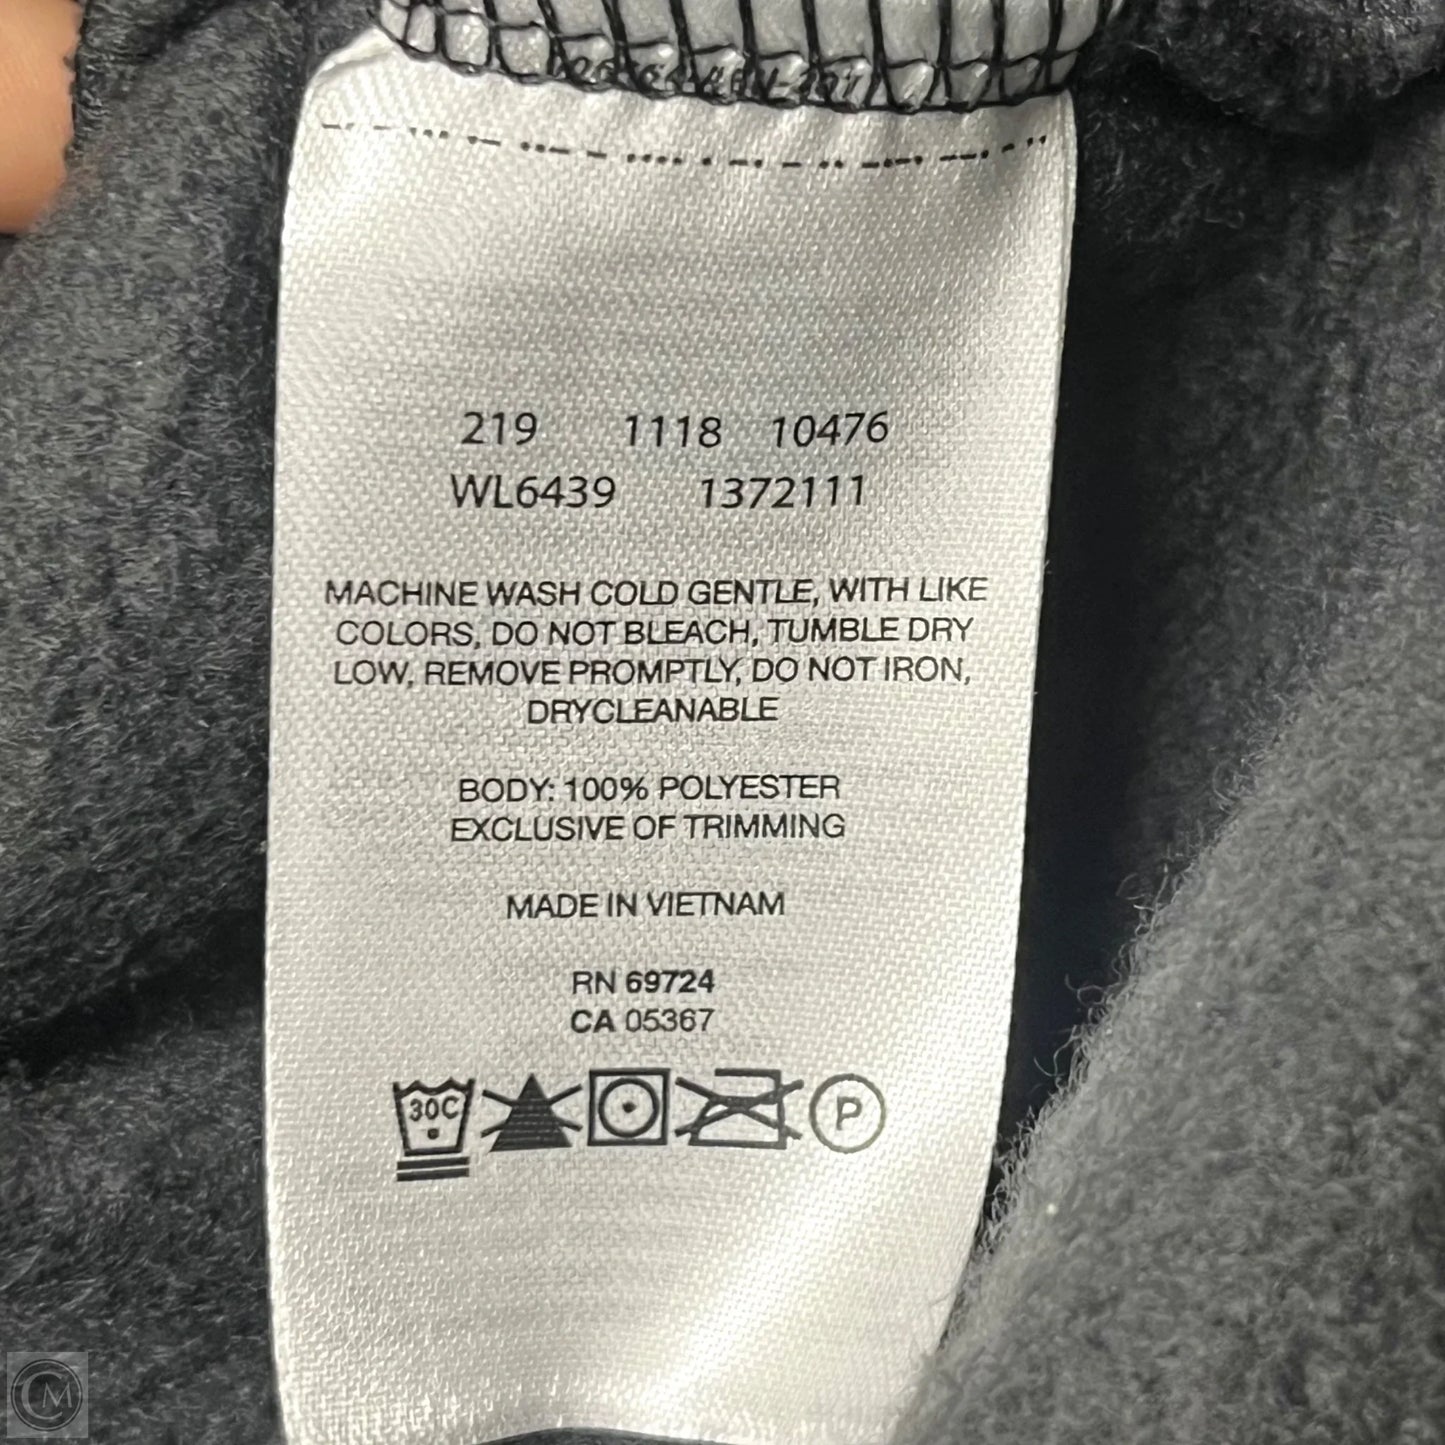 219 1118 10476
WL6439 1372111
MACHINE WASH COLD GENTLE, WITH LIKE
COLORS, DO NOT BLEACH, TUMBLE DRY
LOW, REMOVE PROMPTLY, DO NOT IRON,
DRYCLEANABLE
BODY: 100% POLYESTER
EXCLUSIVE OF TRIMMING
MADE IN VIETNAM
RN 69724
CA 05367
30C P
CM